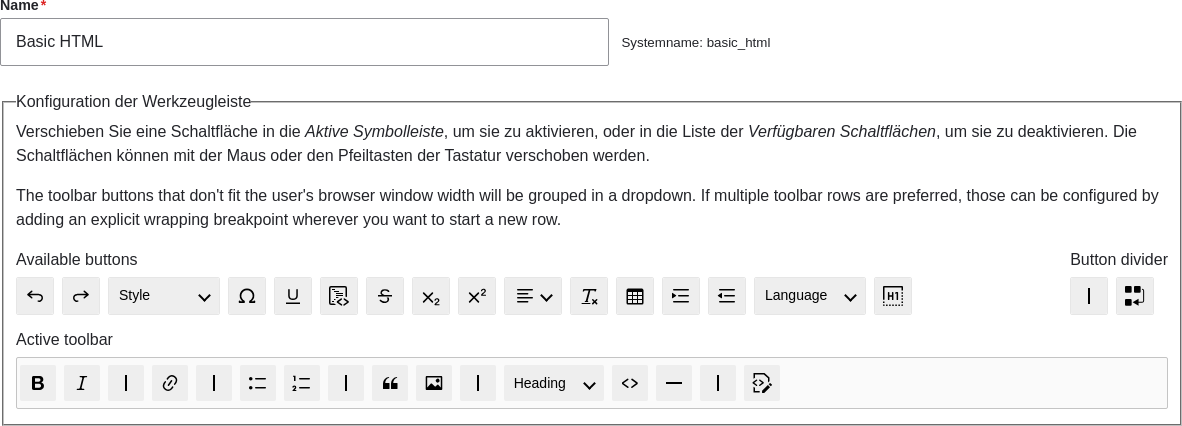 Name*
Basic HTML
Systemname: basic_html
Konfiguration der Werkzeugleiste
Verschieben Sie eine Schaltfläche in die Aktive Symbolleiste, um sie zu aktivieren, oder in die Liste der Verfügbaren Schaltflächen, um sie zu deaktivieren. Die
Schaltflächen können mit der Maus oder den Pfeiltasten der Tastatur verschoben werden.
The toolbar buttons that don't fit the user's browser window width will be grouped in a dropdown. If multiple toolbar rows are preferred, those can be configured by
adding an explicit wrapping breakpoint wherever you want to start a new row.
Available buttons
Button divider
Style
Language
Active toolbar
Heading